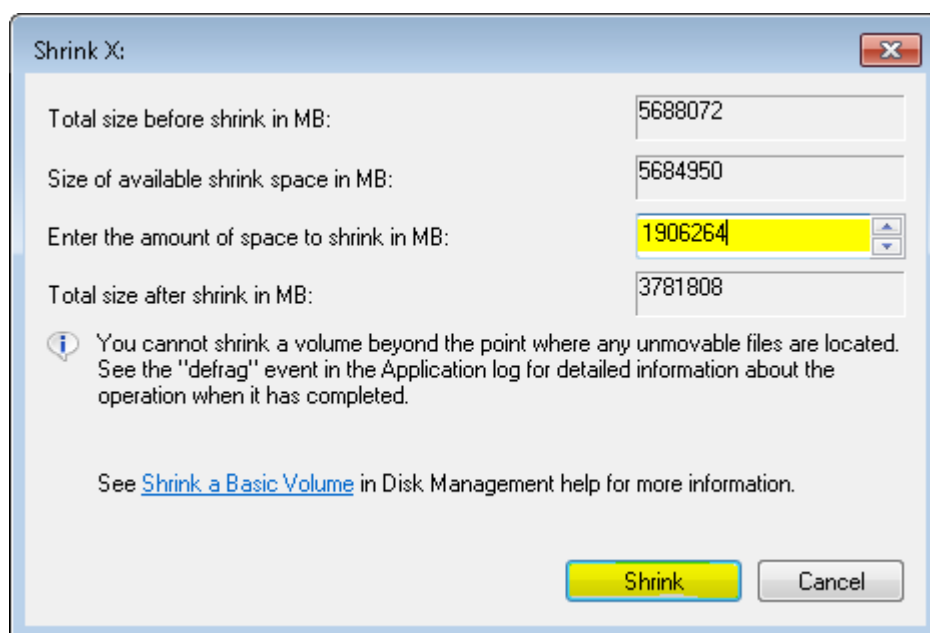 Shrink X:
Total size before shrink in MB: 5688072
Size of available shrink space in MB: 5684950
Enter the amount of space to shrink in MB: 1906264
Total size after shrink in MB: 3781808
You cannot shrink a volume beyond the point where any unmovable files are located.
See the "defrag" event in the Application log for detailed information about the
operation when it has completed.
See Shrink a Basic Volume in Disk Management help for more information.
Shrink Cancel